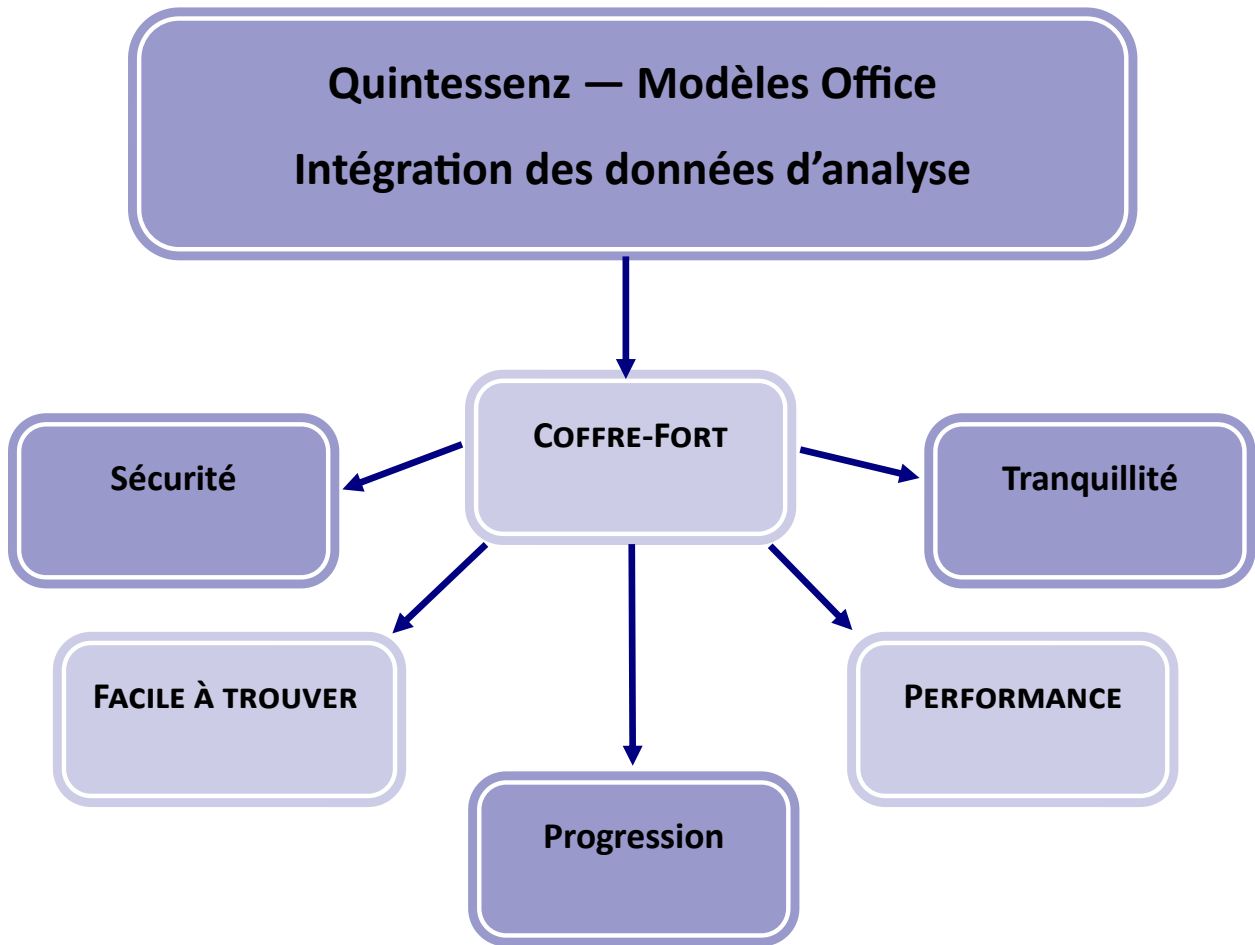 Quintessenz — Modèles Office
Intégration des données d’analyse
COFFRE-FORT
Sécurité
Tranquillité
FACILE À TROUVER
PERFORMANCE
Progression